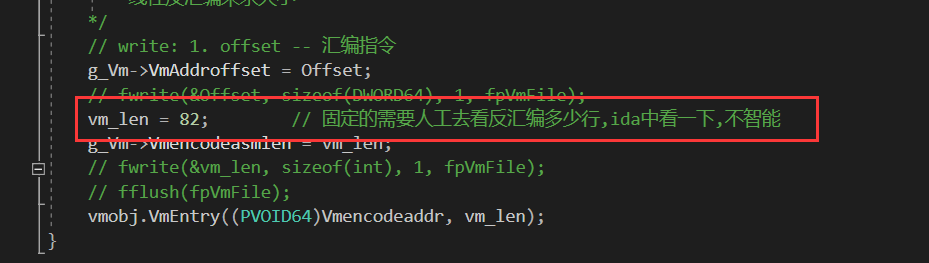 */
// write: 1. offset -- 汇编指令
g_Vm->VmAddroffset = Offset;
// fwrite(&Offset, sizeof(DWORD64), 1, fpVmFile);
vm_len = 82; // 固定的需要人工去看反汇编多少行,ida中看一下,不智能
g_Vm->Vmencodeasmlen = vm_len;
// fwrite(&vm_len, sizeof(int), 1, fpVmFile);
// fflush(fpVmFile);
vmobj.VmEntry((PVOID64)Vmencodeaddr, vm_len);
}